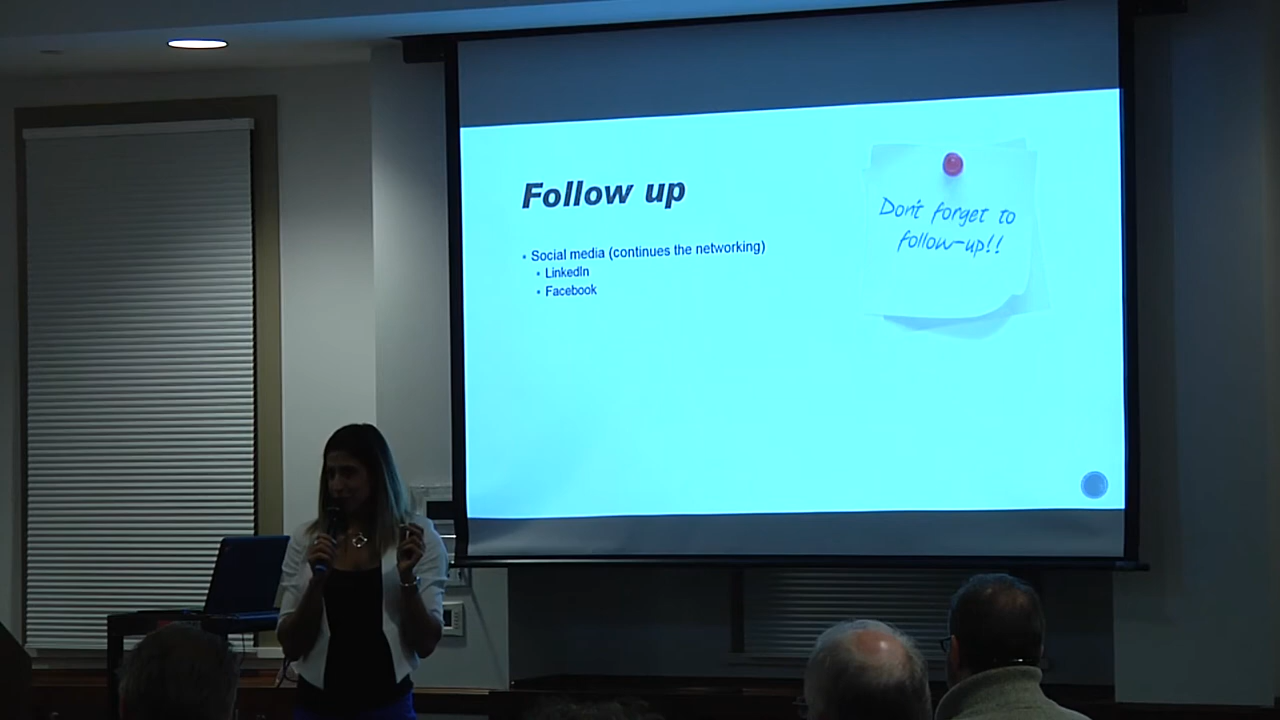 Follow up
• Social media (continues the networking)
• LinkedIn
• Facebook
Don't forget to
follow-up!!